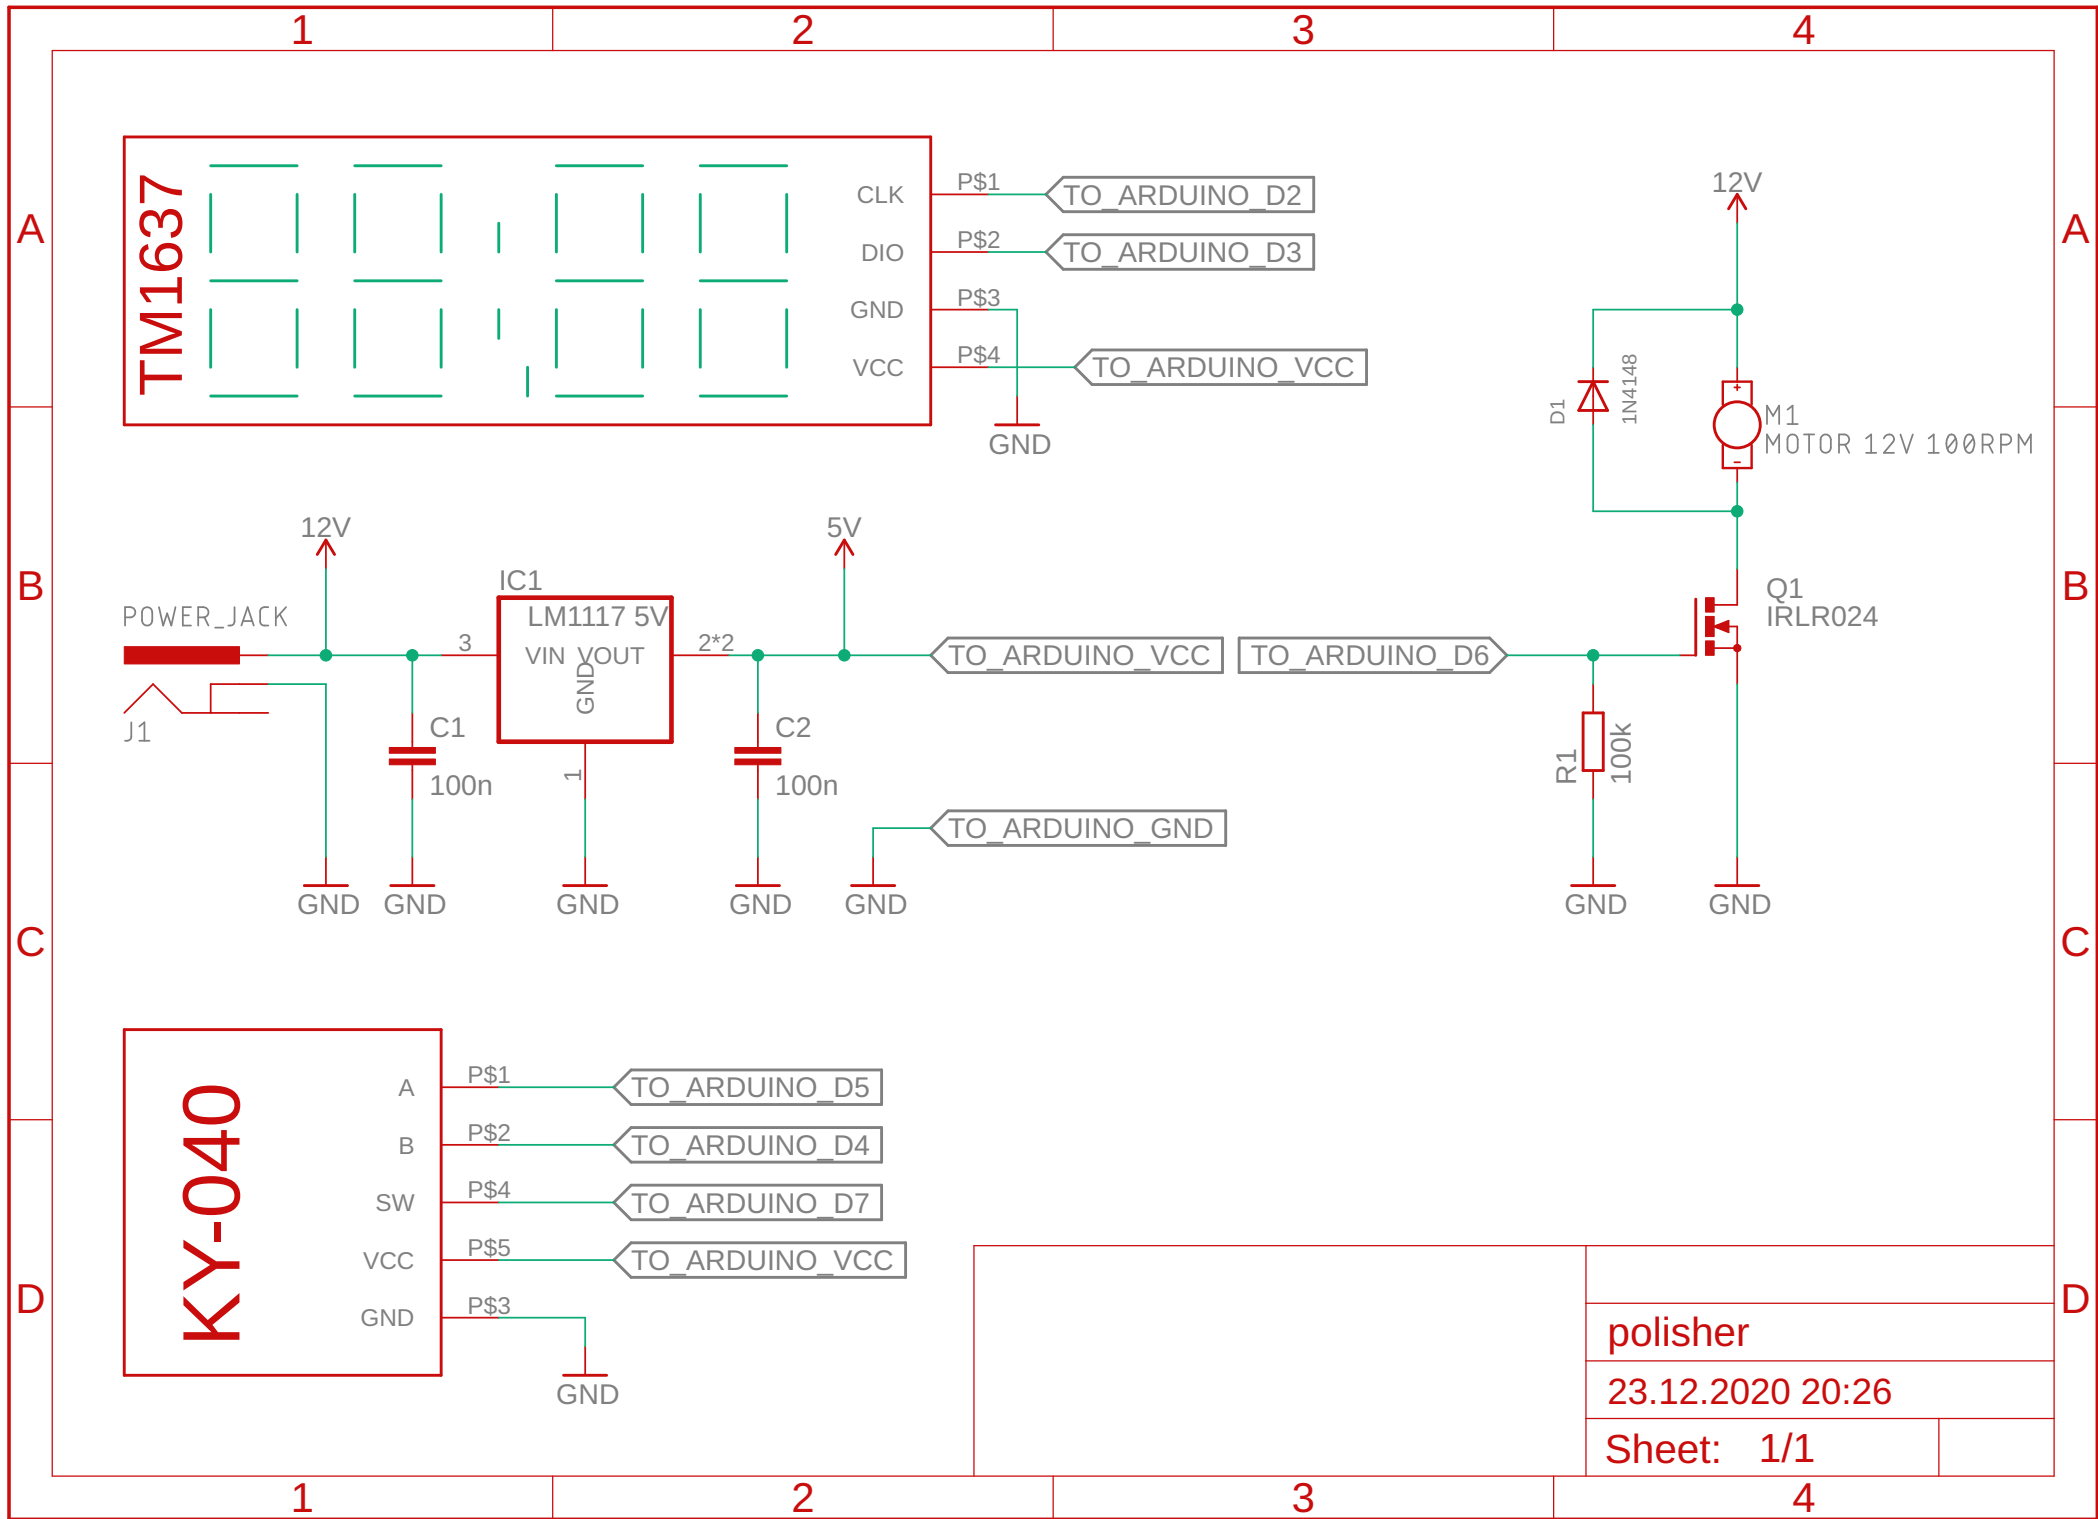 1 2 3 4
A A
TM1637
CLK P$1 TO_ARDUINO_D2
DIO P$2 TO_ARDUINO_D3
GND P$3
VCC P$4 TO_ARDUINO_VCC
GND
12V
D1
1N4148
+
-
M1
MOTOR 12V 100RPM
B B
POWER_JACK
J1
12V
GND
C1
100n
GND
IC1
LM1117 5V
3 VIN VOUT 2*2
GND
1
GND
5V
C2
100n
GND
TO_ARDUINO_VCC
TO_ARDUINO_GND
GND
TO_ARDUINO_D6
Q1
IRLR024
R1
100k
GND
GND
C C
KY-040
A P$1 TO_ARDUINO_D5
B P$2 TO_ARDUINO_D4
SW P$4 TO_ARDUINO_D7
VCC P$5 TO_ARDUINO_VCC
GND P$3
GND
D D
polisher
23.12.2020 20:26
Sheet: 1/1
1 2 3 4